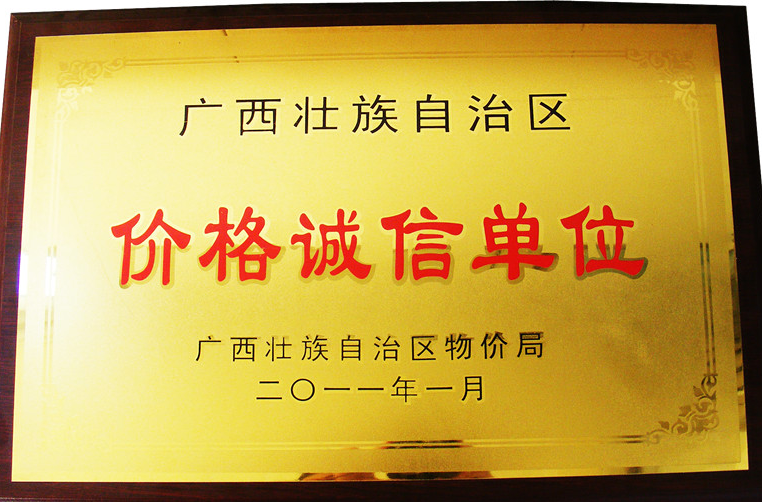 广西壮族自治区
价格诚信单位
广西壮族自治区物价局
二〇一一年一月